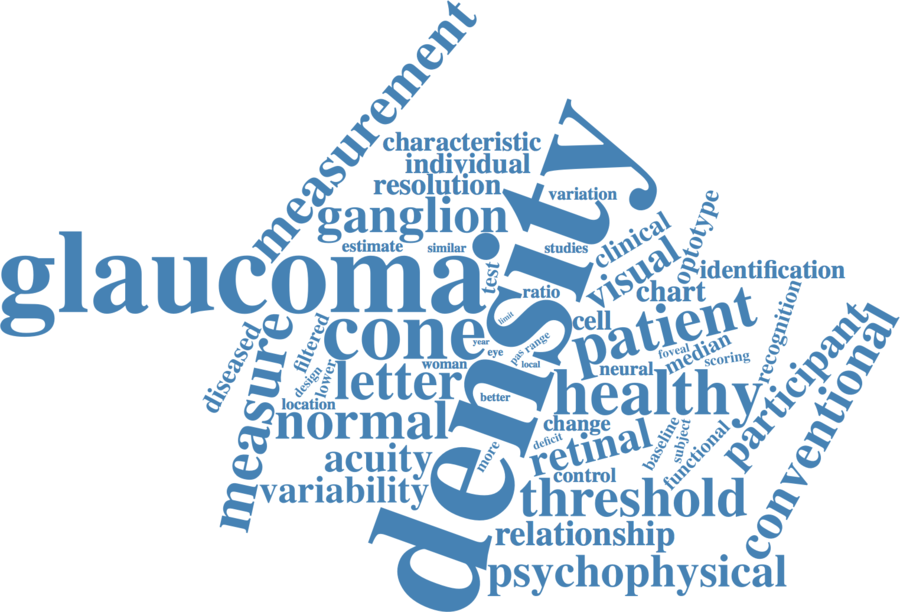 measurement
characteristic
individual
resolution
variation
ganglion
density
clinical
optotype
estimate
similar
studies
glaucoma
test
visual
identification
ratio
chart
filtered
diseased
measure
cone
limit
cell
patient
recognition
participant
conventional
year
eye
pas
range
local
foveal
median
scoring
neural
woman
design
lower
letter
better
healthy
location
normal
change
deficit
retinal
baseline
subject
functional
acuity
more
control
variability
threshold
relationship
psychophysical